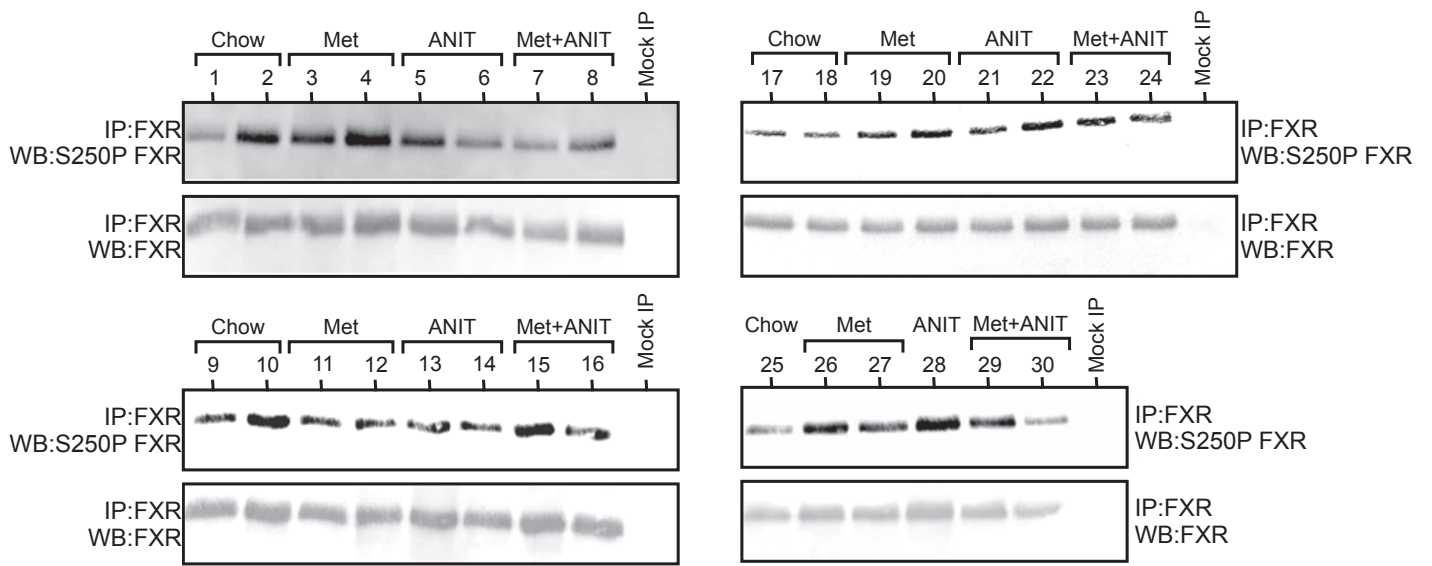 Chow Met ANIT Met+ANIT Mock IP
1 2 3 4 5 6 7 8
IP:FXR
WB:S250P FXR
IP:FXR
WB:FXR
Chow Met ANIT Met+ANIT Mock IP
17 18 19 20 21 22 23 24
IP:FXR
WB:S250P FXR
IP:FXR
WB:FXR
Chow Met ANIT Met+ANIT Mock IP
9 10 11 12 13 14 15 16
IP:FXR
WB:S250P FXR
IP:FXR
WB:FXR
Chow Met ANIT Met+ANIT Mock IP
25 26 27 28 29 30
IP:FXR
WB:S250P FXR
IP:FXR
WB:FXR